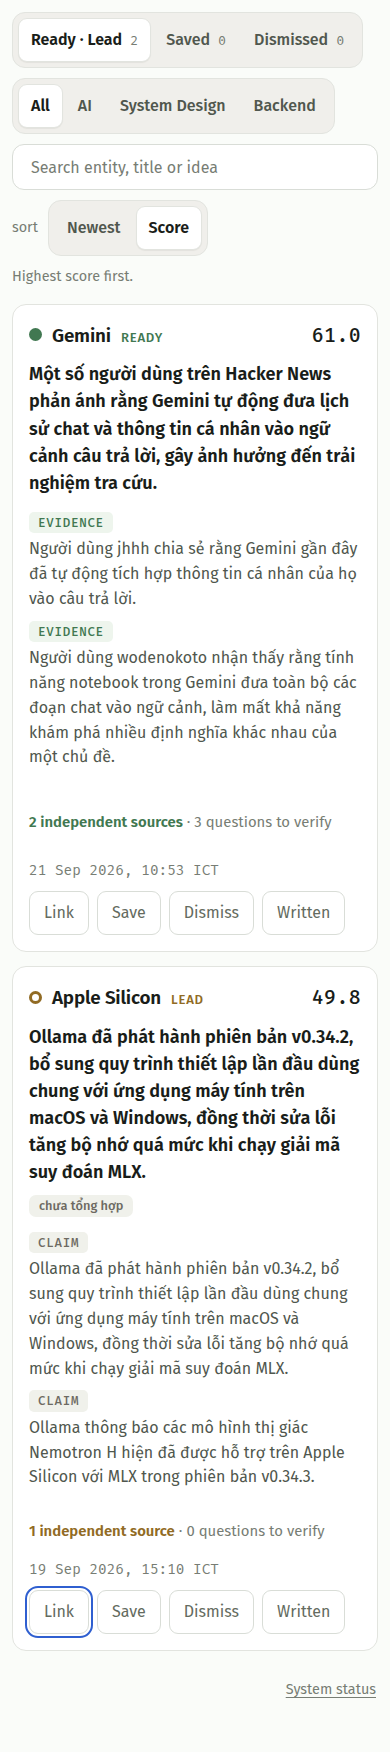 Ready · Lead 2 Saved 0 Dismissed 0
All AI System Design Backend
Search entity, title or idea
sort Newest Score
Highest score first.
Gemini READY 61.0
Một số người dùng trên Hacker News
phản ánh rằng Gemini tự động đưa lịch
sử chat và thông tin cá nhân vào ngữ
cảnh câu trả lời, gây ảnh hưởng đến trải
nghiệm tra cứu.
EVIDENCE
Người dùng jhhh chia sẻ rằng Gemini gần đây
đã tự động tích hợp thông tin cá nhân của họ
vào câu trả lời.
EVIDENCE
Người dùng wodenokoto nhận thấy rằng tính
năng notebook trong Gemini đưa toàn bộ các
đoạn chat vào ngữ cảnh, làm mất khả năng
khám phá nhiều định nghĩa khác nhau của
một chủ đề.
2 independent sources · 3 questions to verify
21 Sep 2026, 10:53 ICT
Link Save Dismiss Written
Apple Silicon LEAD 49.8
Ollama đã phát hành phiên bản v0.34.2,
bổ sung quy trình thiết lập lần đầu dùng
chung với ứng dụng máy tính trên
macOS và Windows, đồng thời sửa lỗi
tăng bộ nhớ quá mức khi chạy giải mã
suy đoán MLX.
chưa tổng hợp
CLAIM
Ollama đã phát hành phiên bản v0.34.2, bổ
sung quy trình thiết lập lần đầu dùng chung
với ứng dụng máy tính trên macOS và
Windows, đồng thời sửa lỗi tăng bộ nhớ quá
mức khi chạy giải mã suy đoán MLX.
CLAIM
Ollama thông báo các mô hình thị giác
Nemotron H hiện đã được hỗ trợ trên Apple
Silicon với MLX trong phiên bản v0.34.3.
1 independent source · 0 questions to verify
19 Sep 2026, 15:10 ICT
Link Save Dismiss Written
System status